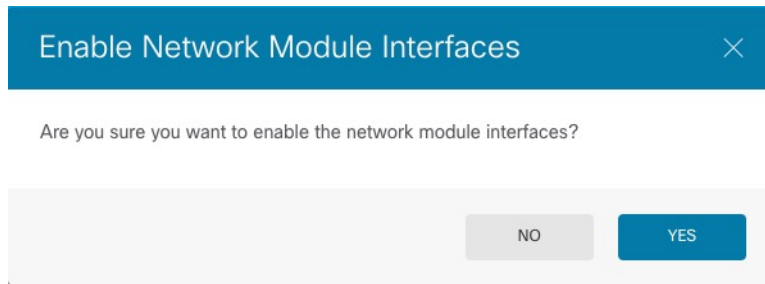 Enable Network Module Interfaces
Are you sure you want to enable the network module interfaces?
NO
YES